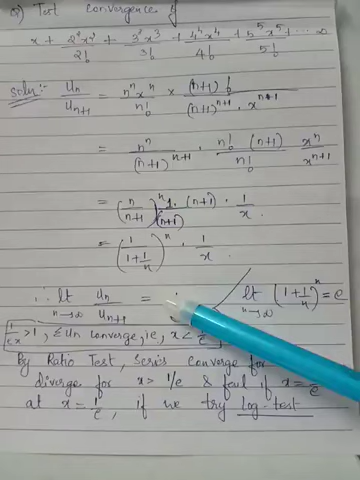 Q) Test Convergence of
x + 2²x²/2! + 3³x³/3! + 4⁴x⁴/4! + 5⁵x⁵/5! + ... ∞
soln:- Un/Un+1 = nⁿxⁿ/n! × (n+1)!/(n+1)ⁿ⁺¹ · xⁿ⁺¹
= nⁿ/(n+1)ⁿ⁺¹ · n! (n+1)/n! xⁿ/xⁿ⁺¹
= (n/n+1)ⁿ 1/(n+1) · (n+1) · 1/x
= (1/1+1/n)ⁿ · 1/x
∴ lt n→∞ Un/Un+1 = lt n→∞ (1+1/n)ⁿ = e
1/ex >1, ≤Un converge, ie, x<
By Ratio Test, Series Converge for
diverge for x > 1/e & fail if x = 1/e
at x = 1/e, if we try log-test